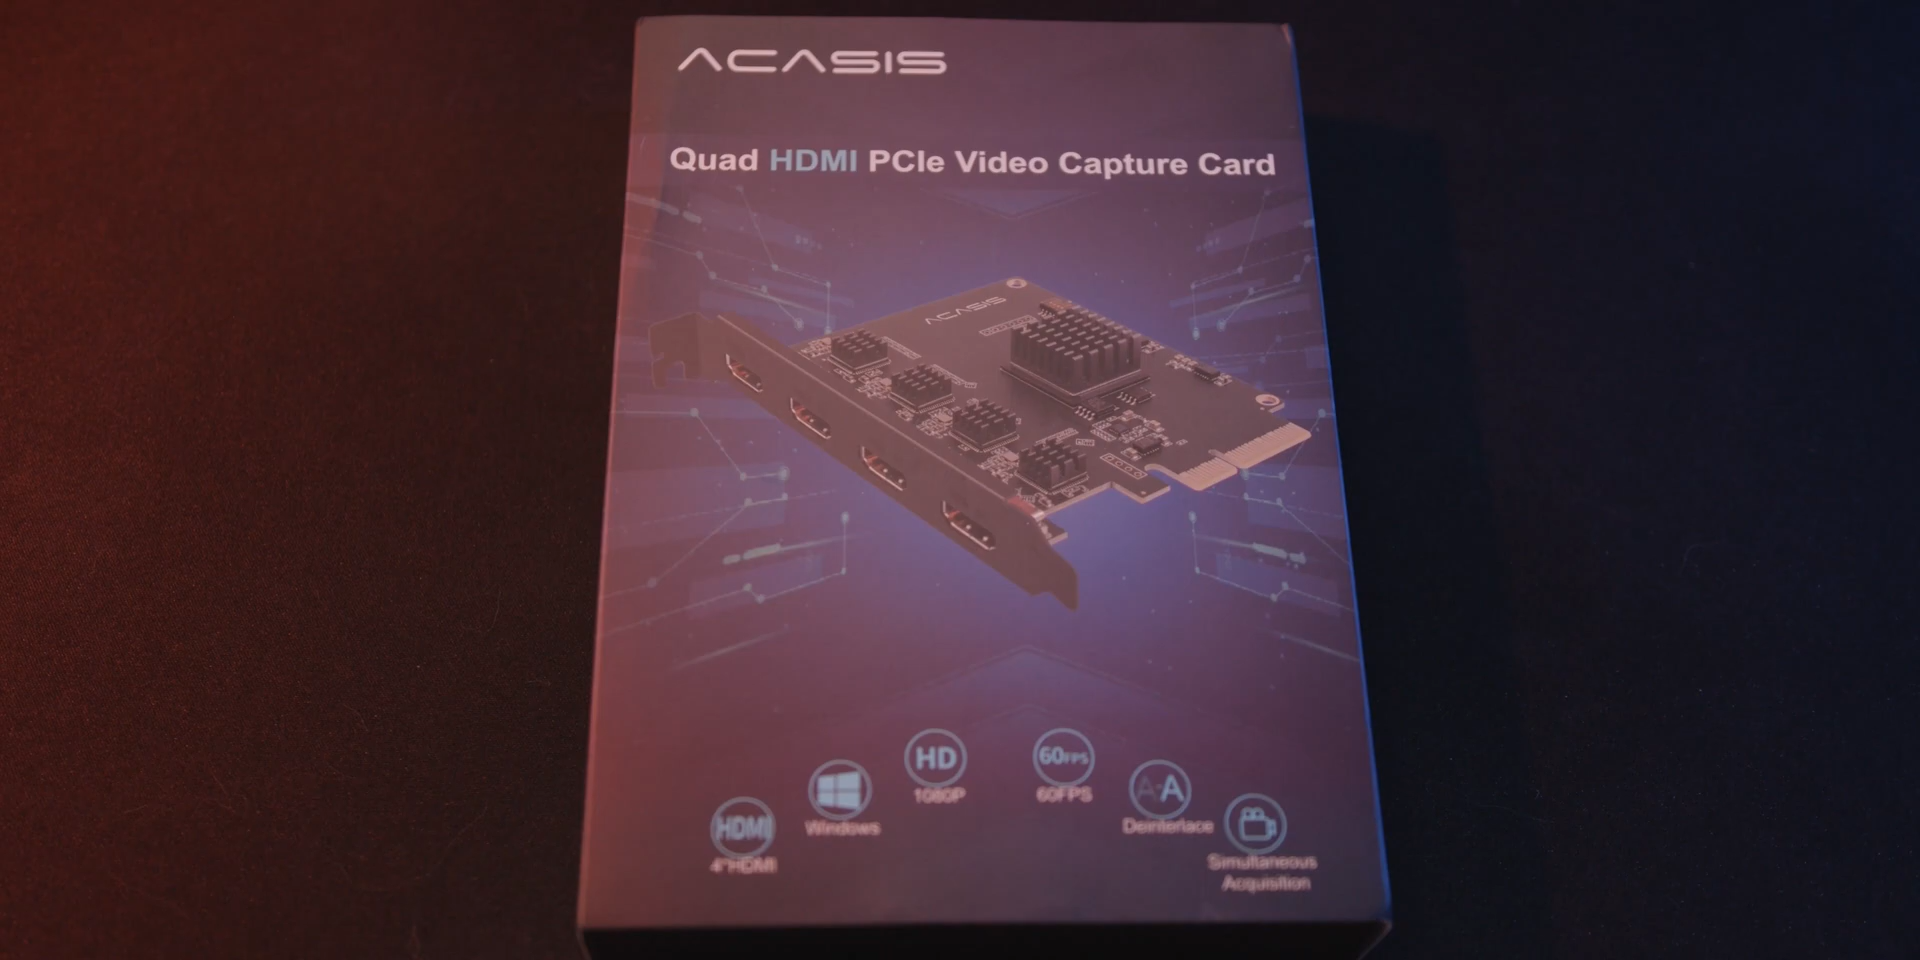 ACASIS
Quad HDMI PCIe Video Capture Card
ACASIS
HD
60FPS
1080P
60FPS
A-A
HDMI
Windows
Deinterlace
4*HDMI
Simultaneous
Acquisition